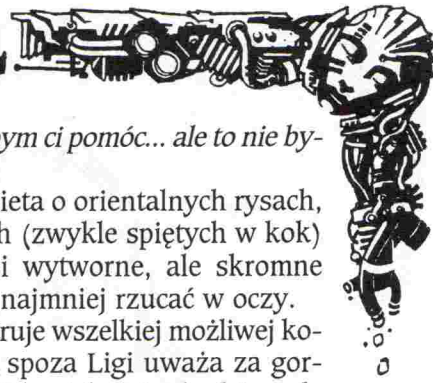 bym ci pomóc... ale to nie by-
ieta o orientalnych rysach,
h (zwykle spiętych w kok)
i wytworne, ale skromne
najmniej rzucać w oczy.
ruje wszelkiej możliwej ko-
spoza Ligi uważa za gor-